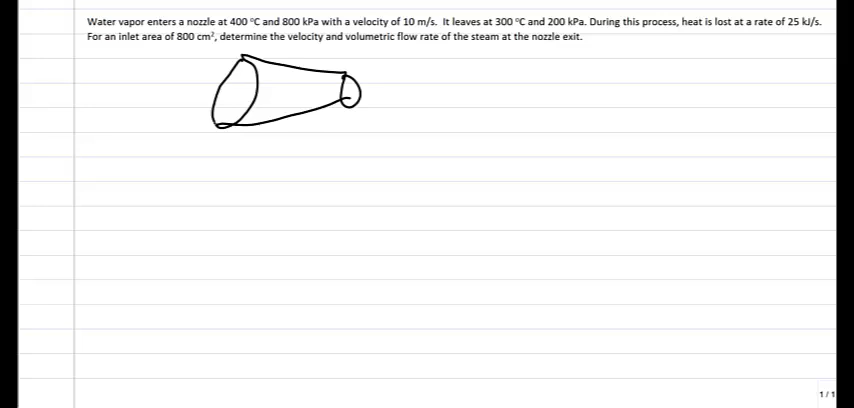 Water vapor enters a nozzle at 400 °C and 800 kPa with a velocity of 10 m/s. It leaves at 300 °C and 200 kPa. During this process, heat is lost at a rate of 25 kJ/s.
For an inlet area of 800 cm², determine the velocity and volumetric flow rate of the steam at the nozzle exit.
1 / 1